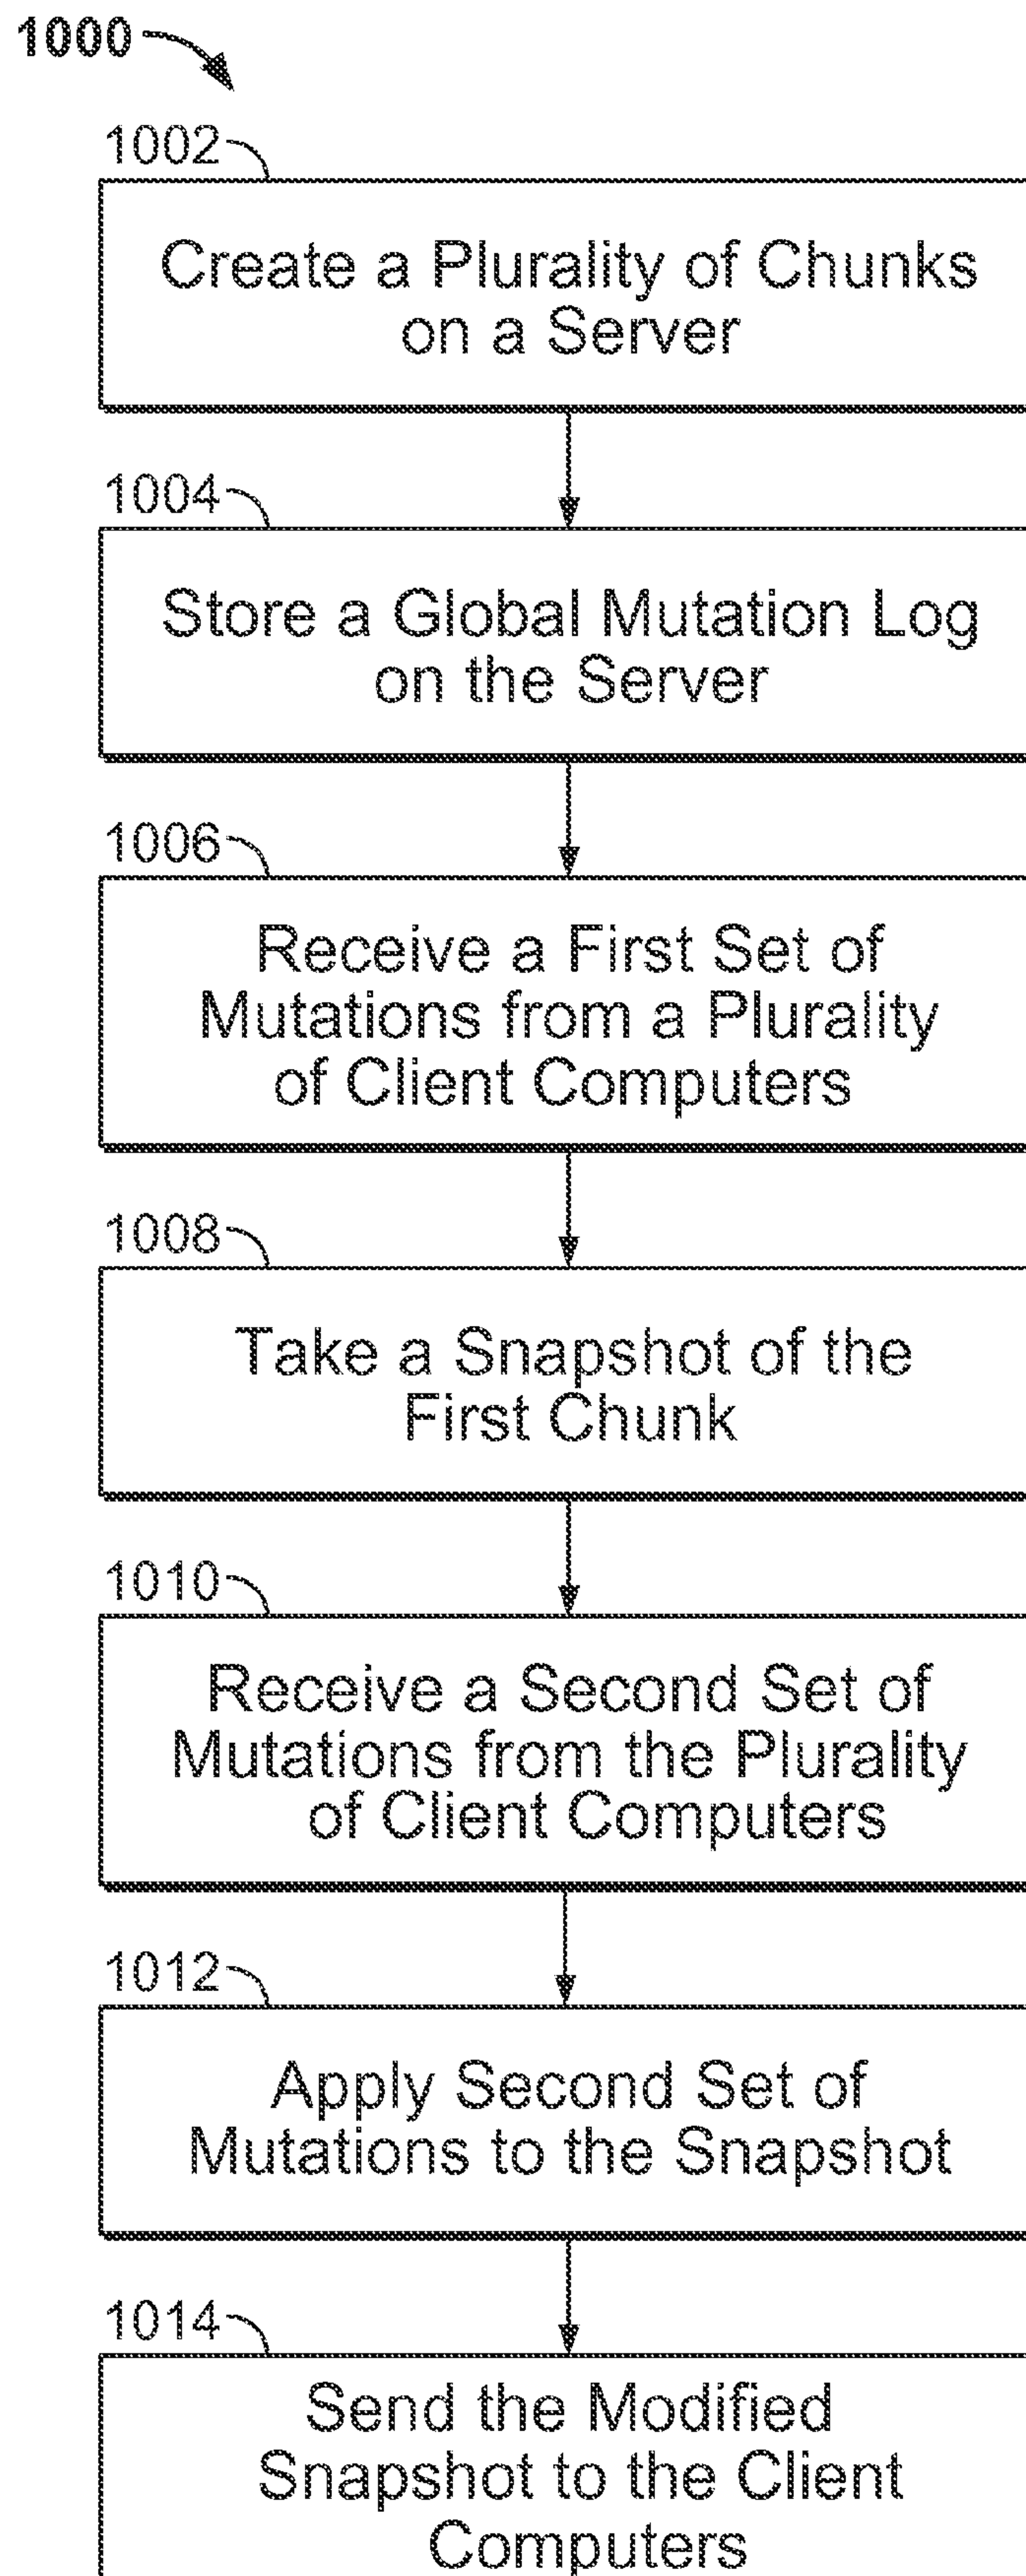 1000
1002
Create a Plurality of Chunks
on a Server
1004
Store a Global Mutation Log
on the Server
1006
Receive a First Set of
Mutations from a Plurality
of Client Computers
1008
Take a Snapshot of the
First Chunk
1010
Receive a Second Set of
Mutations from the Plurality
of Client Computers
1012
Apply Second Set of
Mutations to the Snapshot
1014
Send the Modified
Snapshot to the Client
Computers